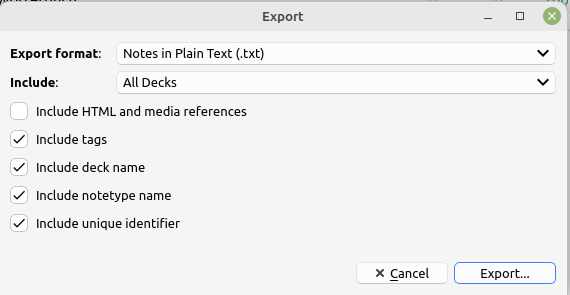 Export
Export format: Notes in Plain Text (.txt)
Include: All Decks
Include HTML and media references
Include tags
Include deck name
Include notetype name
Include unique identifier
Cancel Export...